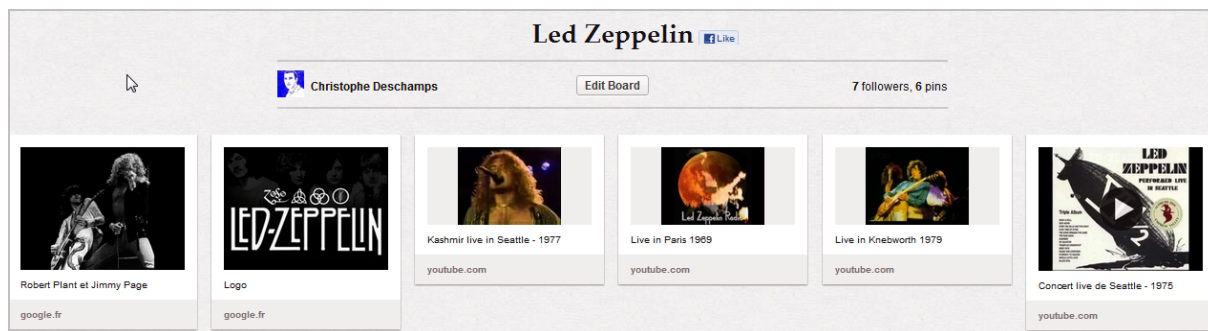 Led Zeppelin
Like
Christophe Deschamps
Edit Board
7 followers, 6 pins
Robert Plant et Jimmy Page
google.fr
LED-ZEPPELIN
Logo
google.fr
Kashmir live in Seattle - 1977
youtube.com
Led Zeppelin Radio
Live in Paris 1969
youtube.com
Live in Knebworth 1979
youtube.com
LED
ZEPPELIN
PERFORMED LIVE
IN SEATTLE
Triple Album
Concert live de Seattle - 1975
youtube.com